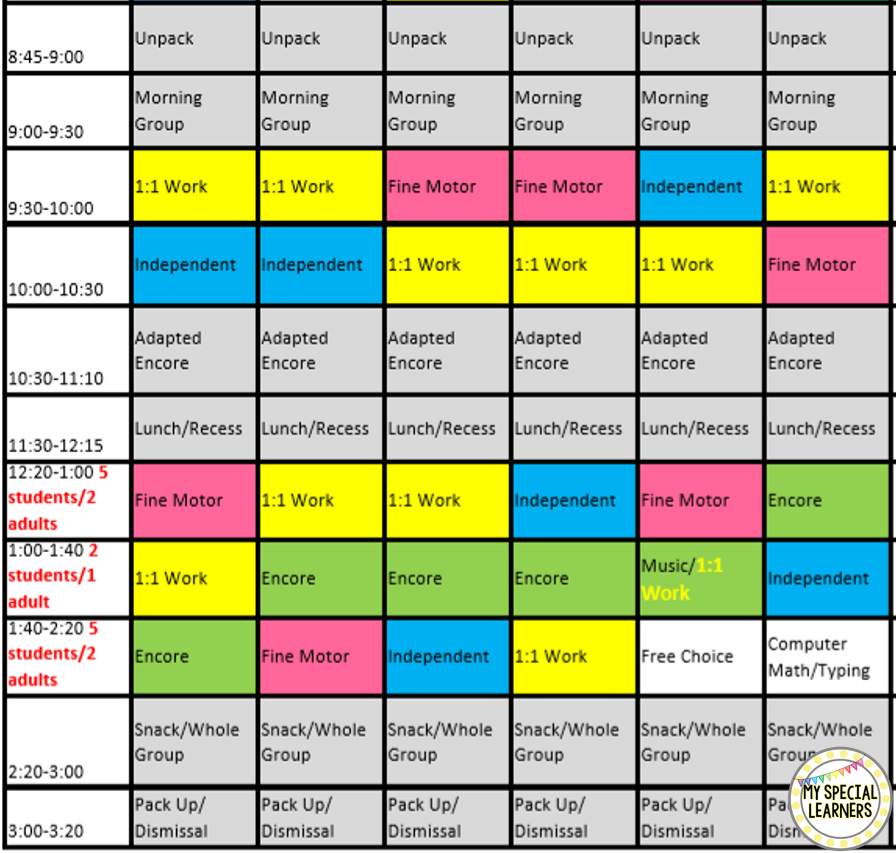 Unpack Unpack Unpack Unpack Unpack Unpack
8:45-9:00
Morning Morning Morning Morning Morning Morning
Group Group Group Group Group Group
9:00-9:30
1:1 Work 1:1 Work Fine Motor Fine Motor Independent 1:1 Work
9:30-10:00
Independent Independent 1:1 Work 1:1 Work 1:1 Work Fine Motor
10:00-10:30
Adapted Adapted Adapted Adapted Adapted Adapted
Encore Encore Encore Encore Encore Encore
10:30-11:10
Lunch/Recess Lunch/Recess Lunch/Recess Lunch/Recess Lunch/Recess Lunch/Recess
11:30-12:15
12:20-1:00 5
students/2
adults
Fine Motor 1:1 Work 1:1 Work Independent Fine Motor Encore
1:00-1:40 2
students/1
adult
1:1 Work Encore Encore Encore Music/1:1
Work
Independent
1:40-2:20 5
students/2
adults
Encore Fine Motor Independent 1:1 Work Free Choice Computer
Math/Typing
Snack/Whole Snack/Whole Snack/Whole Snack/Whole Snack/Whole Snack/Whole
Group Group Group Group Group Group
2:20-3:00
Pack Up/ Pack Up/ Pack Up/ Pack Up/ Pack Up/
Dismissal Dismissal Dismissal Dismissal Dismissal
3:00-3:20
MY SPECIAL
LEARNERS